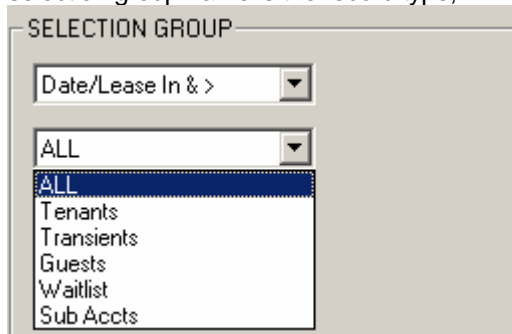 SELECTION GROUP
Date/Lease In & >
ALL
ALL
Tenants
Transients
Guests
Waitlist
Sub Accts